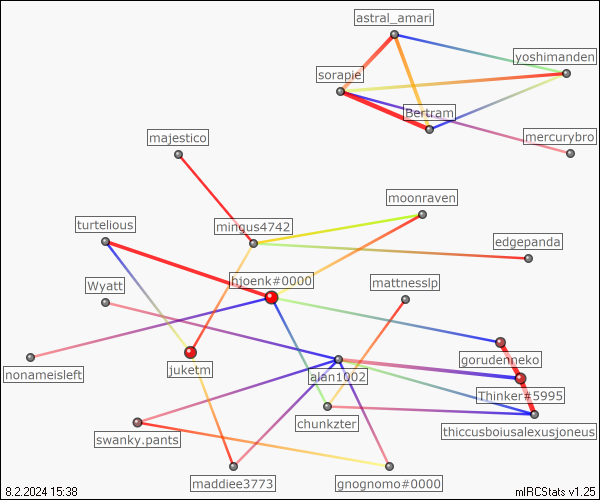 astral_amari
yoshimanden
sorapie
Bertram
mercurybro
majestico
moonraven
turtelious
mingus4742
edgepanda
hjoenk#0000
mattnesslp
Wyatt
gorudenneko
nonameisleft
juketm
alan1002
Thinker#5995
chunkzter
thiccusboiusalexusjoneus
swanky.pants
maddiee3773
gnognomo#0000
8.2.2024 15:38
mIRCStats v1.25